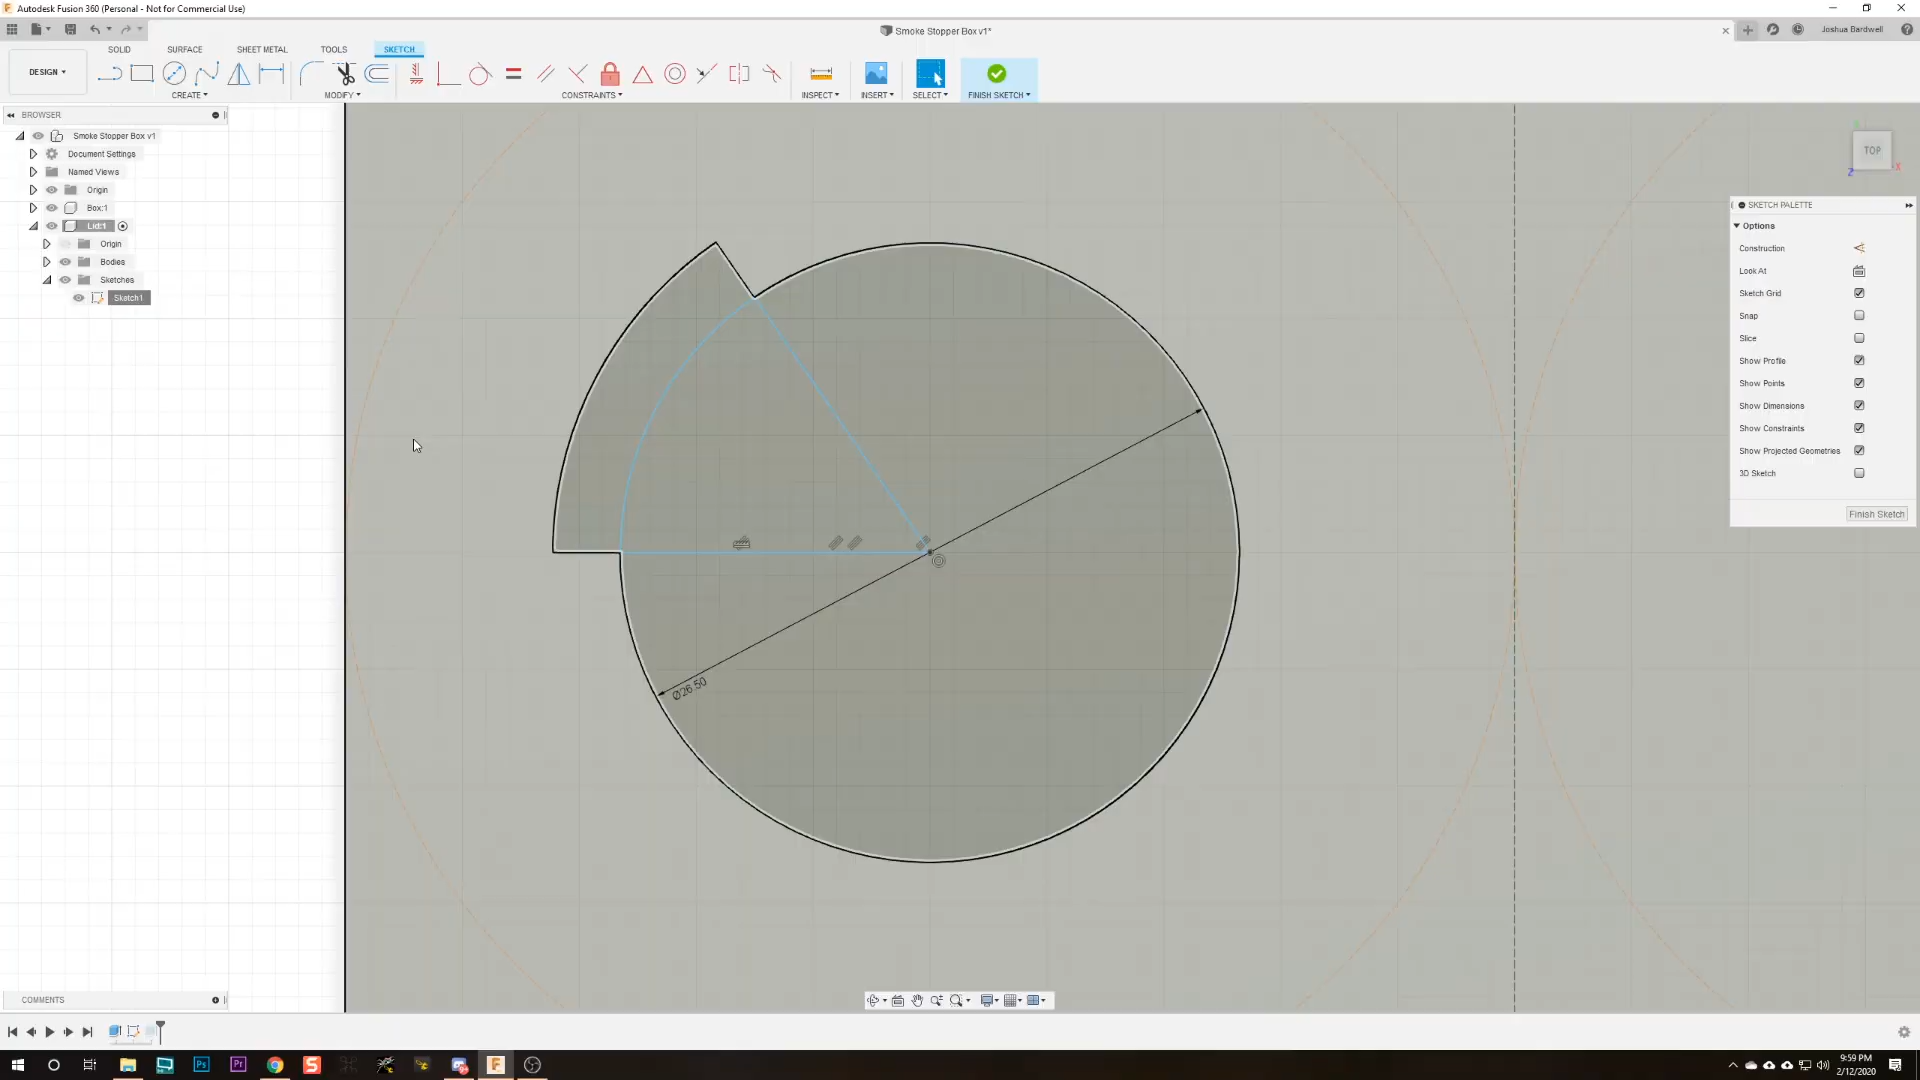 Autodesk Fusion 360 (Personal - Not for Commercial Use)
Smoke Stopper Box v1*
Joshua Bardwell
SOLID SURFACE SHEET METAL TOOLS SKETCH
DESIGN
CREATE MODIFY CONSTRAINTS INSPECT INSERT SELECT FINISH SKETCH
BROWSER
Smoke Stopper Box v1
Document Settings
Named Views
Origin
Box:1
Lid:1
Origin
Bodies
Sketches
Sketch1
Ø26.50
TOP
X
Z
SKETCH PALETTE
Options
Construction
Look At
Sketch Grid
Snap
Slice
Show Profile
Show Points
Show Dimensions
Show Constraints
Show Projected Geometries
3D Sketch
Finish Sketch
COMMENTS
Ps
Pr
S
F
9:59 PM
2/12/2020